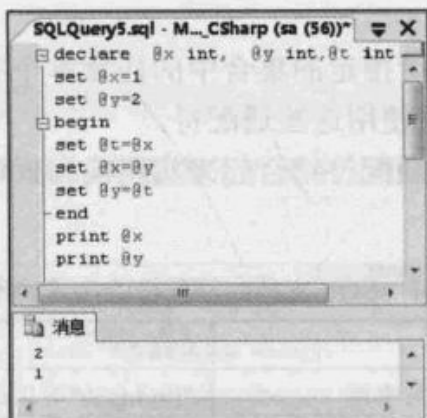 SQLQuery5.sql - M..._CSharp (sa (56))*
declare @x int, @y int,@t int
set @x=1
set @y=2
begin
set @t=@x
set @x=@y
set @y=@t
end
print @x
print @y
消息
2
1